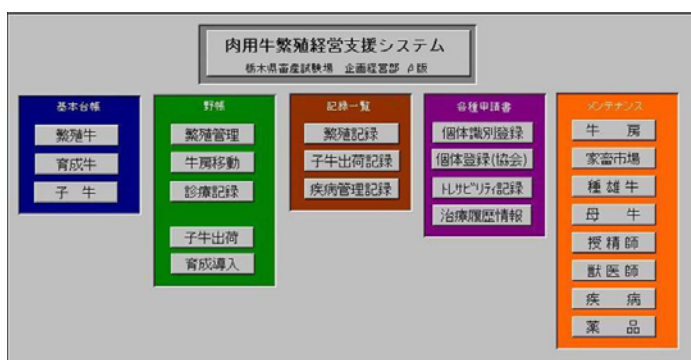 肉用牛繁殖経営支援システム
栃木県畜産試験場 企画経営部 β版
基本台帳
繁殖牛
育成牛
子 牛
野帳
繁殖管理
牛房移動
診療記録
子牛出荷
育成導入
記録一覧
繁殖記録
子牛出荷記録
疾病管理記録
各種申請書
個体識別登録
個体登録(協会)
トレサビリティ記録
治療履歴情報
メンテナンス
牛 房
家畜市場
種 雄 牛
母 牛
授 精 師
獣 医 師
疾 病
薬 品